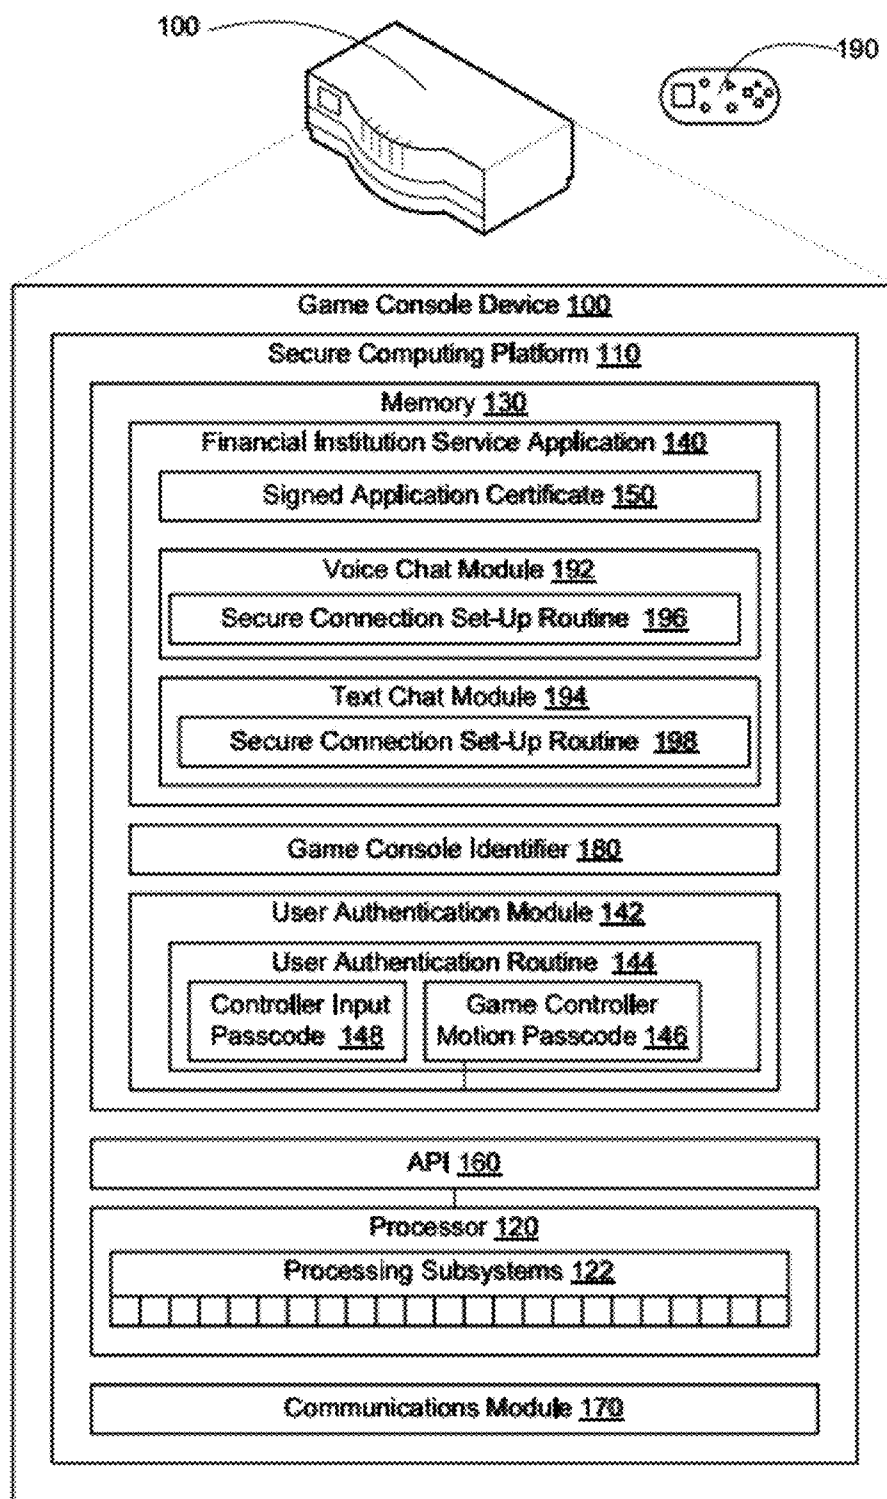 100
190
Game Console Device 100
Secure Computing Platform 110
Memory 130
Financial Institution Service Application 140
Signed Application Certificate 150
Voice Chat Module 192
Secure Connection Set-Up Routine 196
Text Chat Module 194
Secure Connection Set-Up Routine 198
Game Console Identifier 180
User Authentication Module 142
User Authentication Routine 144
Controller Input
Passcode 148
Game Controller
Motion Passcode 146
API 160
Processor 120
Processing Subsystems 122
Communications Module 170